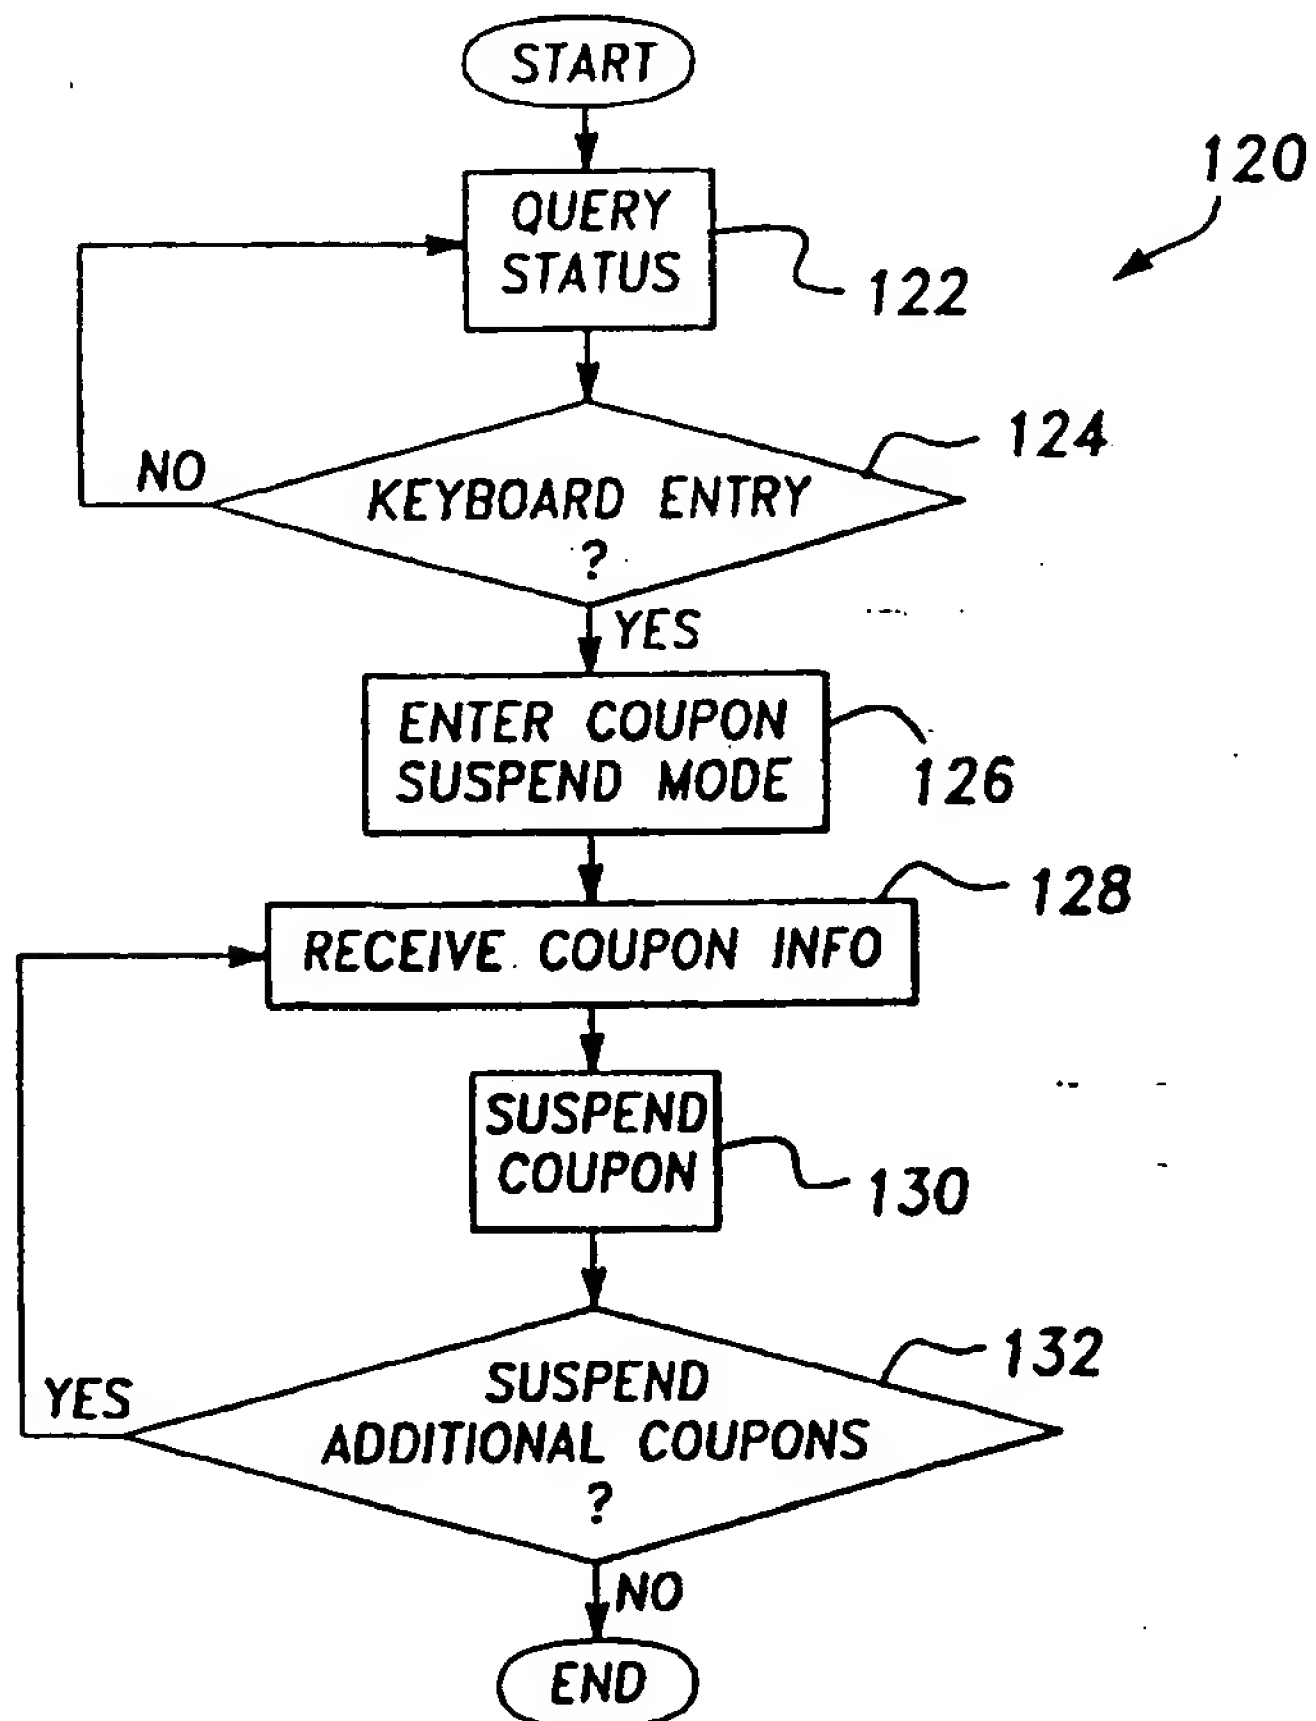 START
120
QUERY
STATUS
122
124
NO
KEYBOARD ENTRY
?
YES
ENTER COUPON
SUSPEND MODE
126
128
RECEIVE COUPON INFO
SUSPEND
COUPON
130
132
YES
SUSPEND
ADDITIONAL COUPONS
?
NO
END